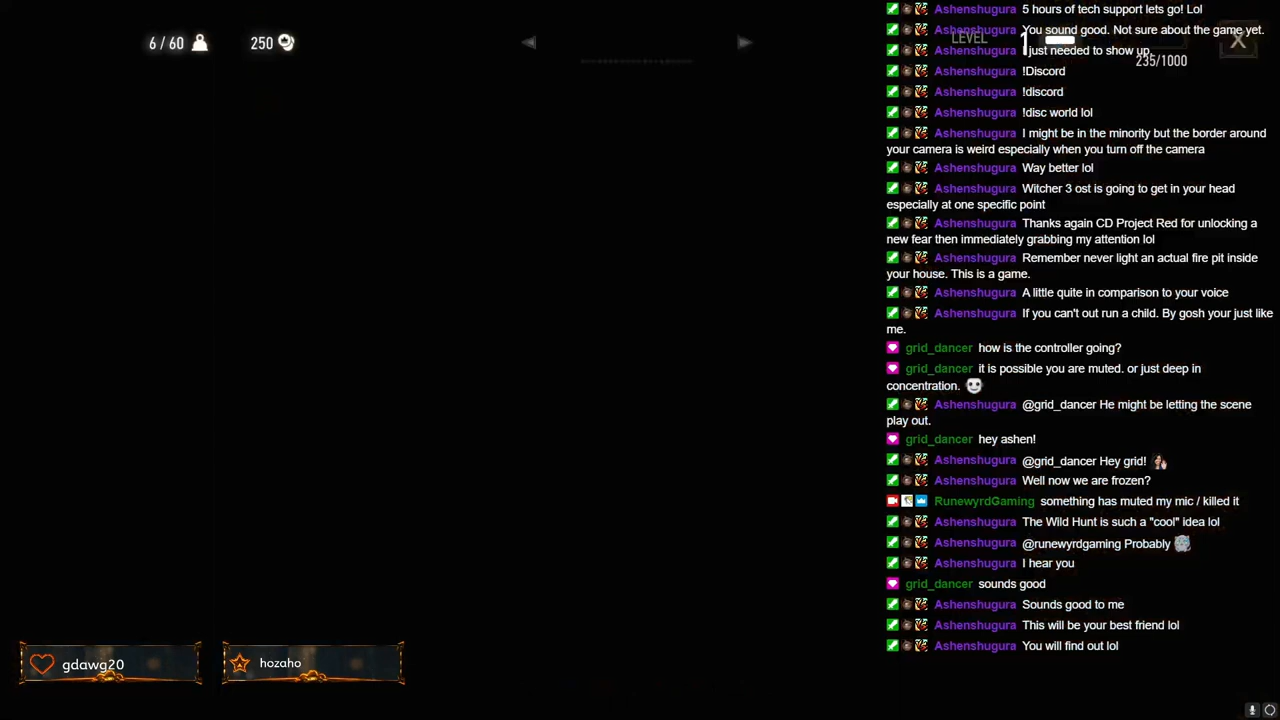 6 / 60
250
LEVEL
1
235/1000
X
Ashenshugura 5 hours of tech support lets go! Lol
Ashenshugura You sound good. Not sure about the game yet.
Ashenshugura I just needed to show up.
Ashenshugura !Discord
Ashenshugura !discord
Ashenshugura !disc world lol
Ashenshugura I might be in the minority but the border around
your camera is weird especially when you turn off the camera
Ashenshugura Way better lol
Ashenshugura Witcher 3 ost is going to get in your head
especially at one specific point
Ashenshugura Thanks again CD Project Red for unlocking a
new fear then immediately grabbing my attention lol
Ashenshugura Remember never light an actual fire pit inside
your house. This is a game.
Ashenshugura A little quite in comparison to your voice
Ashenshugura If you can't out run a child. By gosh your just like
me.
grid_dancer how is the controller going?
grid_dancer it is possible you are muted. or just deep in
concentration.
Ashenshugura @grid_dancer He might be letting the scene
play out.
grid_dancer hey ashen!
Ashenshugura @grid_dancer Hey grid!
Ashenshugura Well now we are frozen?
RunewyrdGaming something has muted my mic / killed it
Ashenshugura The Wild Hunt is such a "cool" idea lol
Ashenshugura @runewyrdgaming Probably
Ashenshugura I hear you
grid_dancer sounds good
Ashenshugura Sounds good to me
Ashenshugura This will be your best friend lol
Ashenshugura You will find out lol
gdawg20
hozaho